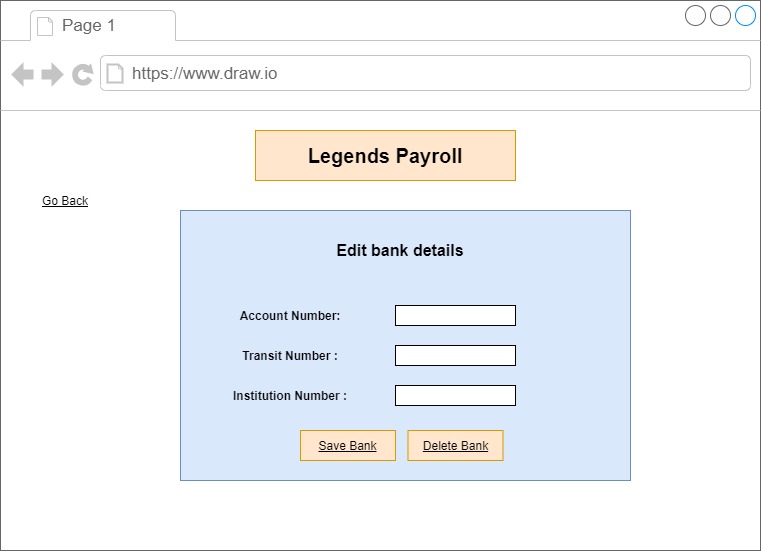 Page 1
https://www.draw.io
Legends Payroll
Go Back
Edit bank details
Account Number:
Transit Number :
Institution Number :
Save Bank
Delete Bank